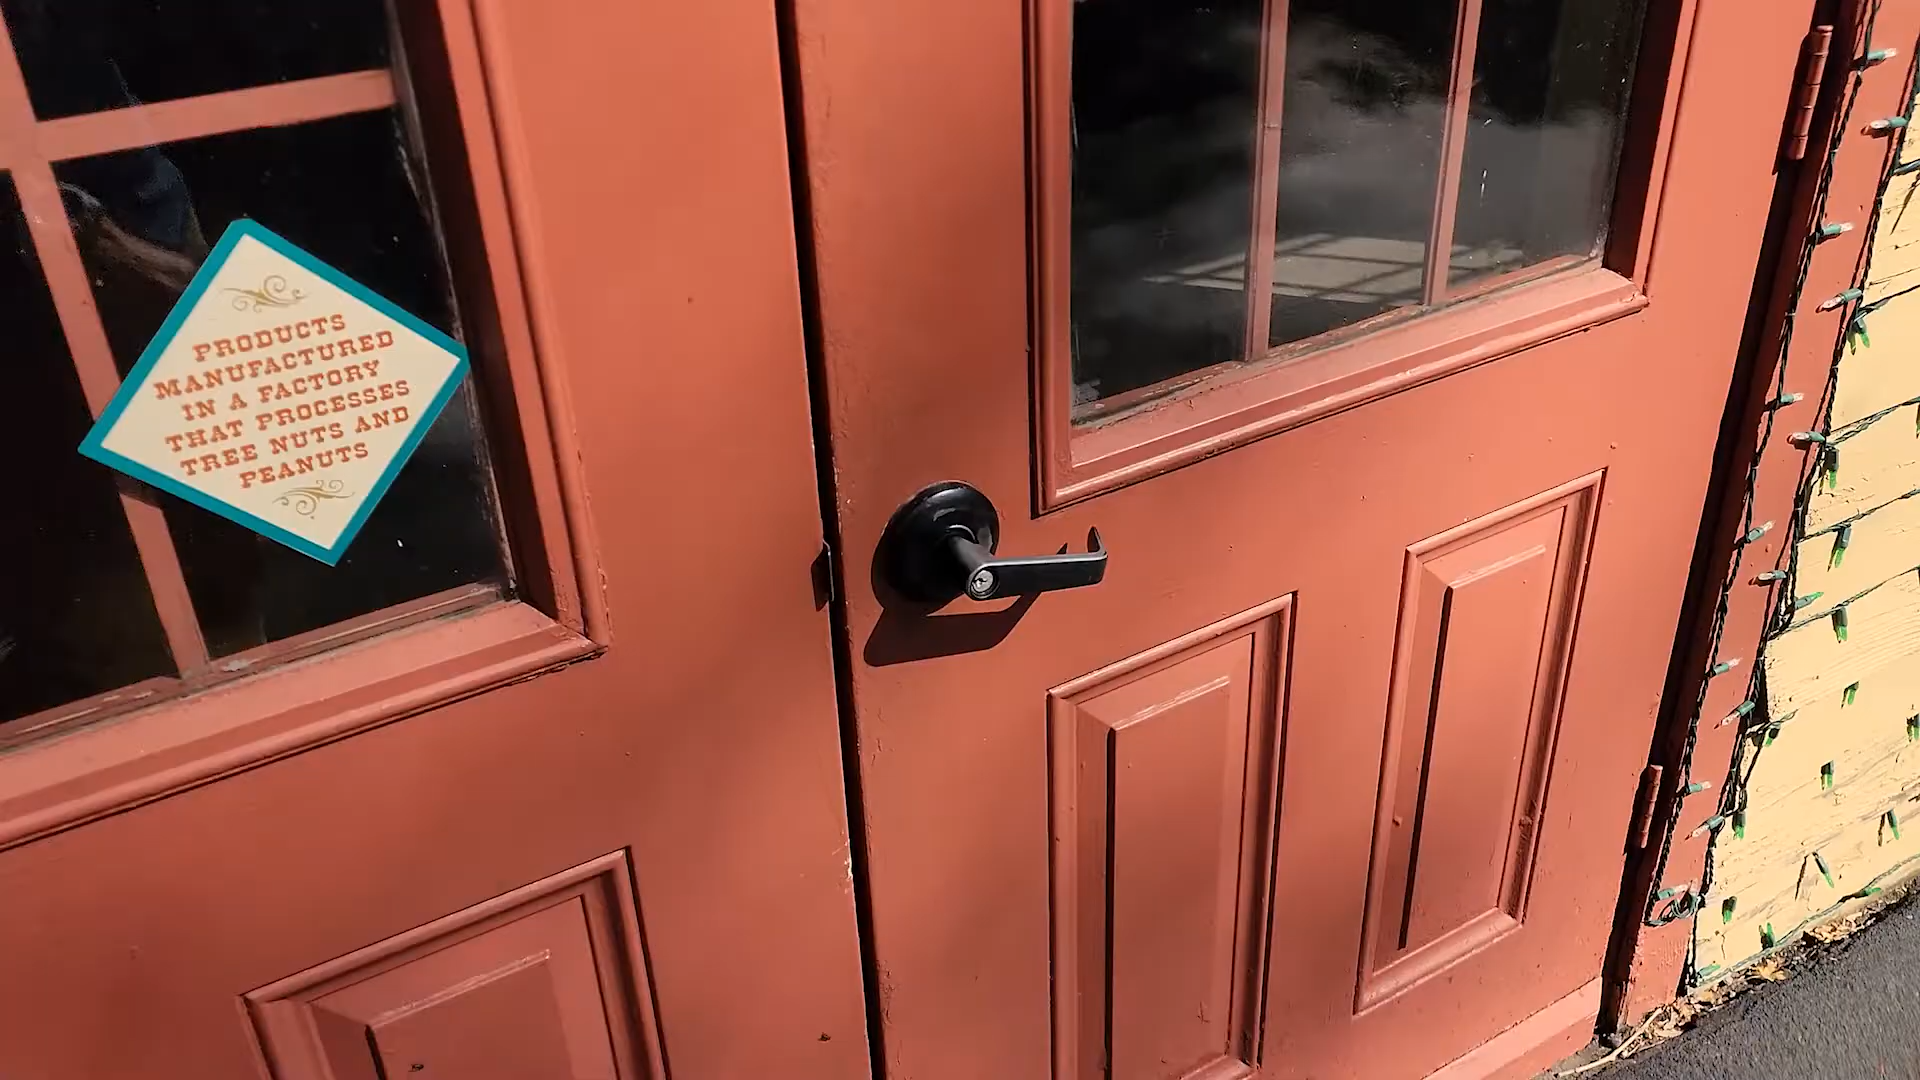 PRODUCTS
MANUFACTURED
IN A FACTORY
THAT PROCESSES
TREE NUTS AND
PEANUTS